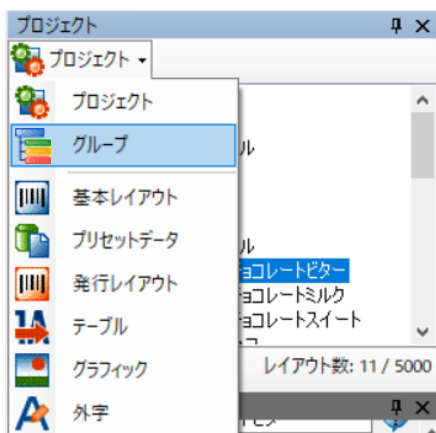 プロジェクト
プロジェクト
プロジェクト
グループ
ル
基本レイアウト
プリセットデータ
ル
ョコレートビター
発行レイアウト
ョコレートミルク
ョコレートスイート
テーブル
グラフィック
レイアウト数: 11 / 5000
外字